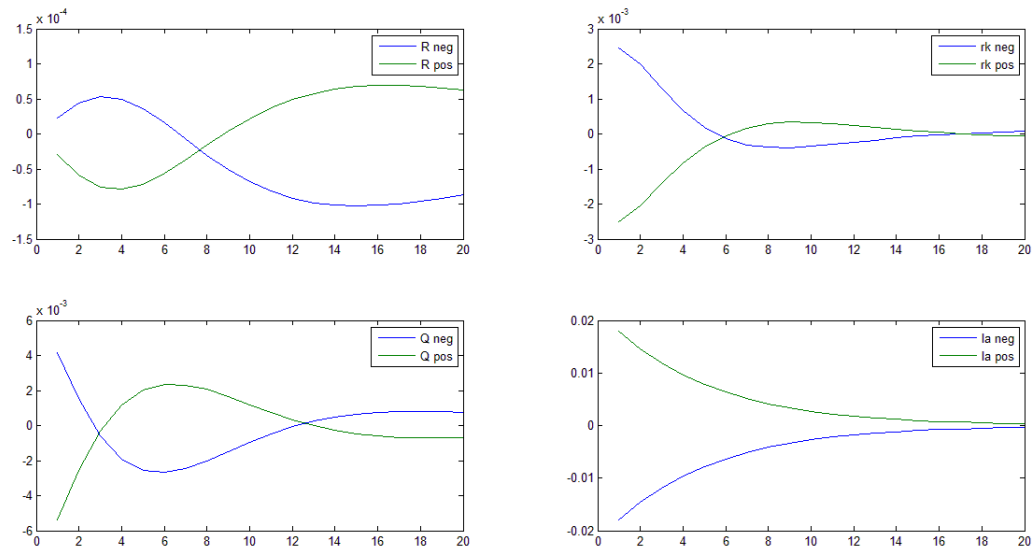 x 10-4
1.5
1
0.5
0
-0.5
-1
-1.5
0 2 4 6 8 10 12 14 16 18 20
R neg
R pos
x 10-3
3
2
1
0
-1
-2
-3
0 2 4 6 8 10 12 14 16 18 20
rk neg
rk pos
x 10-3
6
4
2
0
-2
-4
-6
0 2 4 6 8 10 12 14 16 18 20
Q neg
Q pos
0.02
0.01
0
-0.01
-0.02
0 2 4 6 8 10 12 14 16 18 20
la neg
la pos